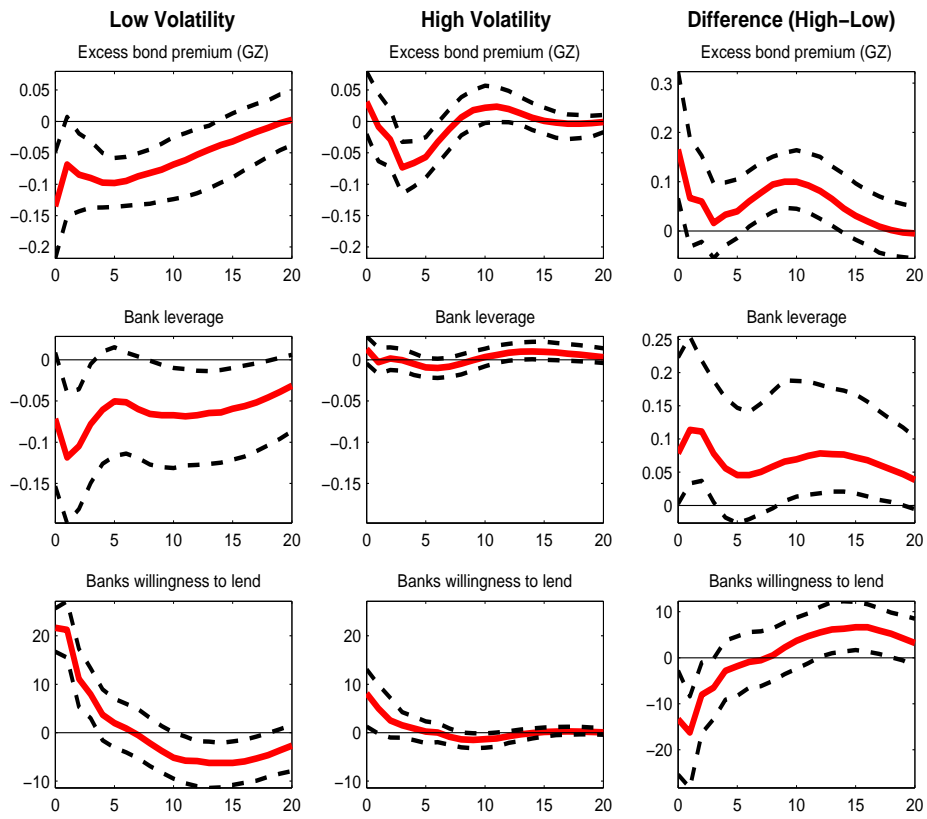 Low Volatility
High Volatility
Difference (High−Low)
Excess bond premium (GZ)
Excess bond premium (GZ)
Excess bond premium (GZ)
0.05
0
−0.05
−0.1
−0.15
−0.2
0 5 10 15 20
0.05
0
−0.05
−0.1
−0.15
−0.2
0 5 10 15 20
0.3
0.2
0.1
0
0 5 10 15 20
Bank leverage
Bank leverage
Bank leverage
0
−0.05
−0.1
−0.15
0 5 10 15 20
0
−0.05
−0.1
−0.15
0 5 10 15 20
0.25
0.2
0.15
0.1
0.05
0
0 5 10 15 20
Banks willingness to lend
Banks willingness to lend
Banks willingness to lend
20
10
0
−10
0 5 10 15 20
20
10
0
−10
0 5 10 15 20
10
0
−10
−20
0 5 10 15 20